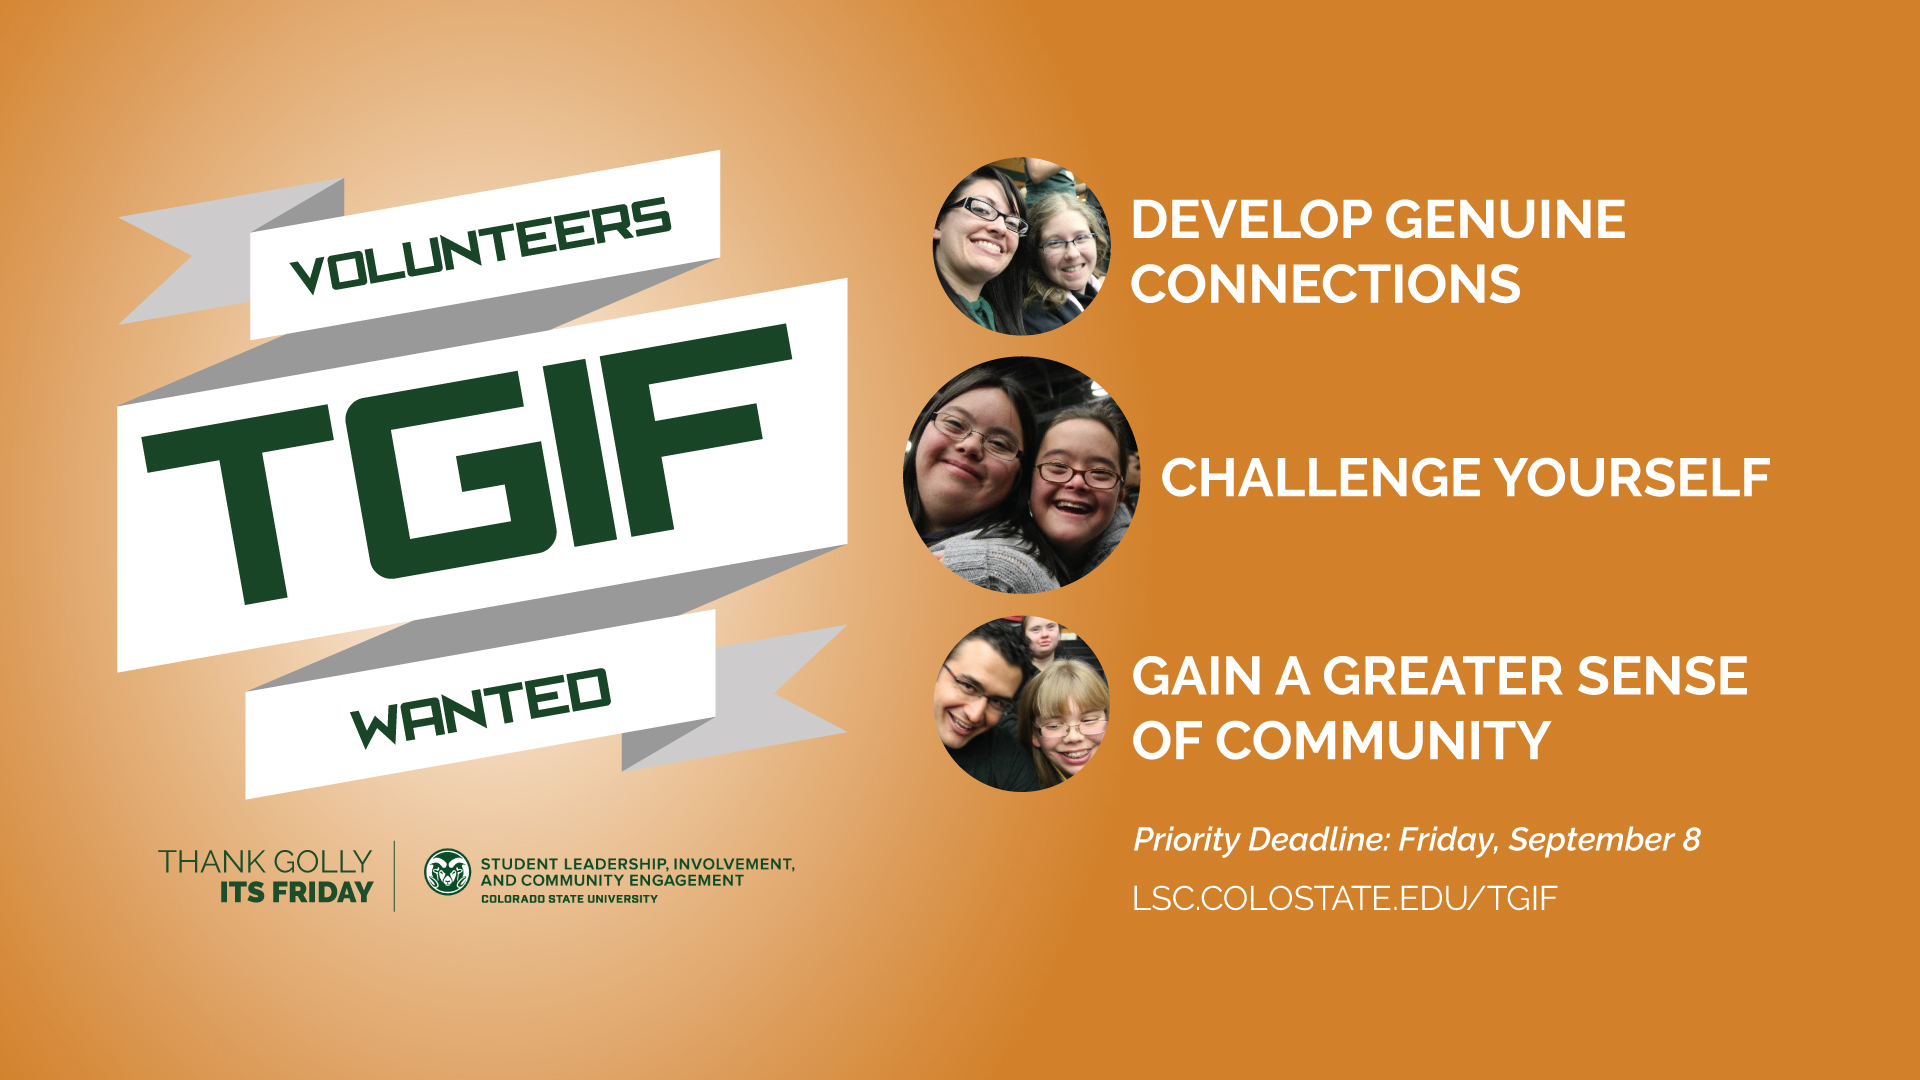 VOLUNTEERS
TGIF
WANTED
THANK GOLLY
ITS FRIDAY
STUDENT LEADERSHIP, INVOLVEMENT,
AND COMMUNITY ENGAGEMENT
COLORADO STATE UNIVERSITY
DEVELOP GENUINE
CONNECTIONS
CHALLENGE YOURSELF
GAIN A GREATER SENSE
OF COMMUNITY
Priority Deadline: Friday, September 8
LSC.COLOSTATE.EDU/TGIF